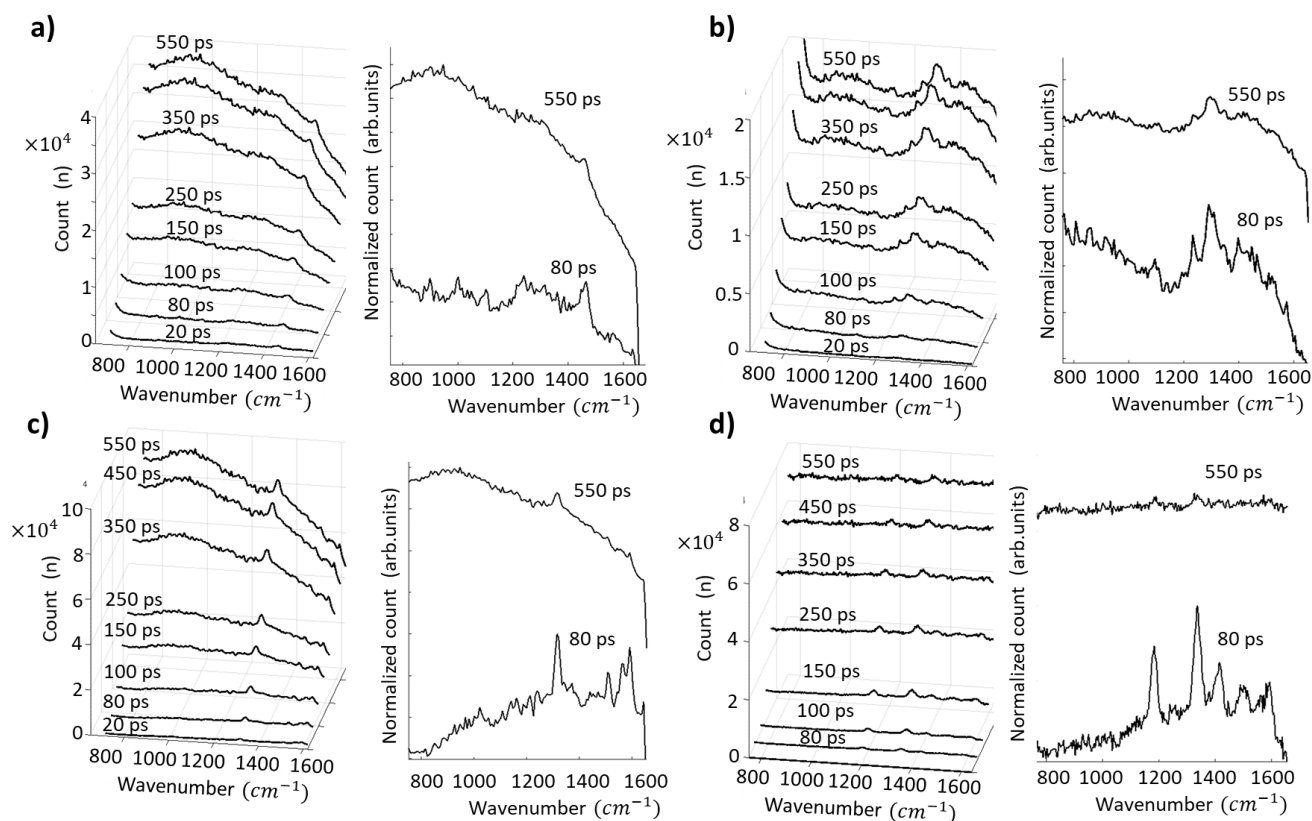 a)
550 ps
350 ps
250 ps
150 ps
100 ps
80 ps
20 ps
×10⁴
Count (n)
4
3
2
1
0
800 1000 1200 1400 1600
Wavenumber (cm⁻¹)
Normalized count (arb.units)
550 ps
80 ps
800 1000 1200 1400 1600
Wavenumber (cm⁻¹)
b)
550 ps
350 ps
250 ps
150 ps
100 ps
80 ps
20 ps
×10⁴
Count (n)
2
1.5
1
0.5
0
800 1000 1200 1400 1600
Wavenumber (cm⁻¹)
Normalized count (arb.units)
550 ps
80 ps
800 1000 1200 1400 1600
Wavenumber (cm⁻¹)
c)
550 ps
450 ps
350 ps
250 ps
150 ps
100 ps
80 ps
20 ps
4
×10⁴
Count (n)
10
8
6
4
2
0
800 1000 1200 1400 1600
Wavenumber (cm⁻¹)
Normalized count (arb.units)
550 ps
80 ps
800 1000 1200 1400 1600
Wavenumber (cm⁻¹)
d)
550 ps
450 ps
350 ps
250 ps
150 ps
100 ps
80 ps
×10⁴
Count (n)
8
6
4
2
0
800 1000 1200 1400 1600
Wavenumber (cm⁻¹)
Normalized count (arb.units)
550 ps
80 ps
800 1000 1200 1400 1600
Wavenumber (cm⁻¹)